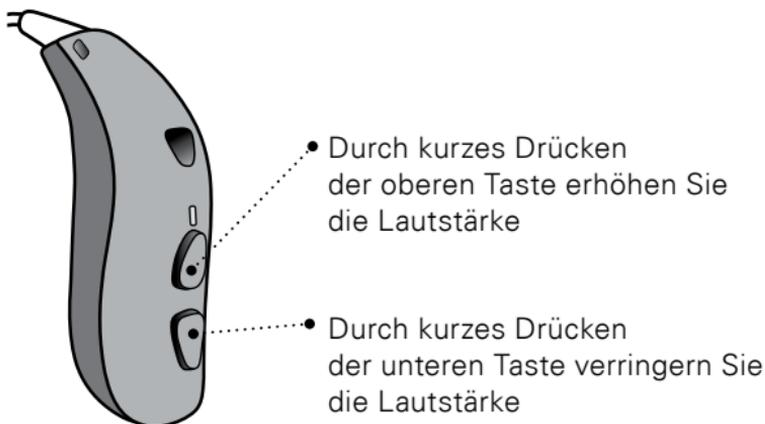 Durch kurzes Drücken
der oberen Taste erhöhen Sie
die Lautstärke
Durch kurzes Drücken
der unteren Taste verringern Sie
die Lautstärke